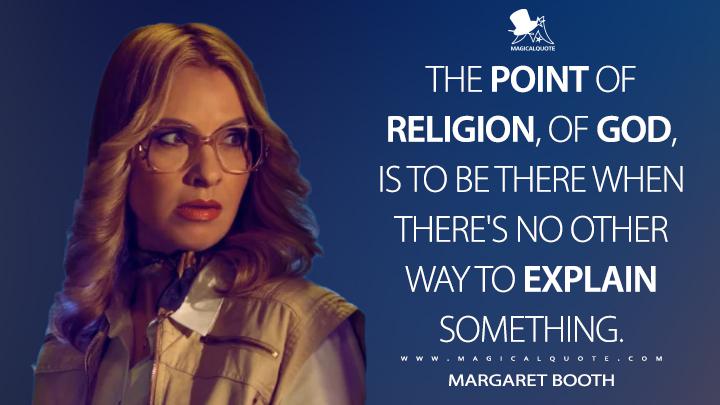 MAGICALQUOTE
THE POINT OF
RELIGION, OF GOD,
IS TO BE THERE WHEN
THERE'S NO OTHER
WAY TO EXPLAIN
SOMETHING.
WWW.MAGICALQUOTE.COM
MARGARET BOOTH